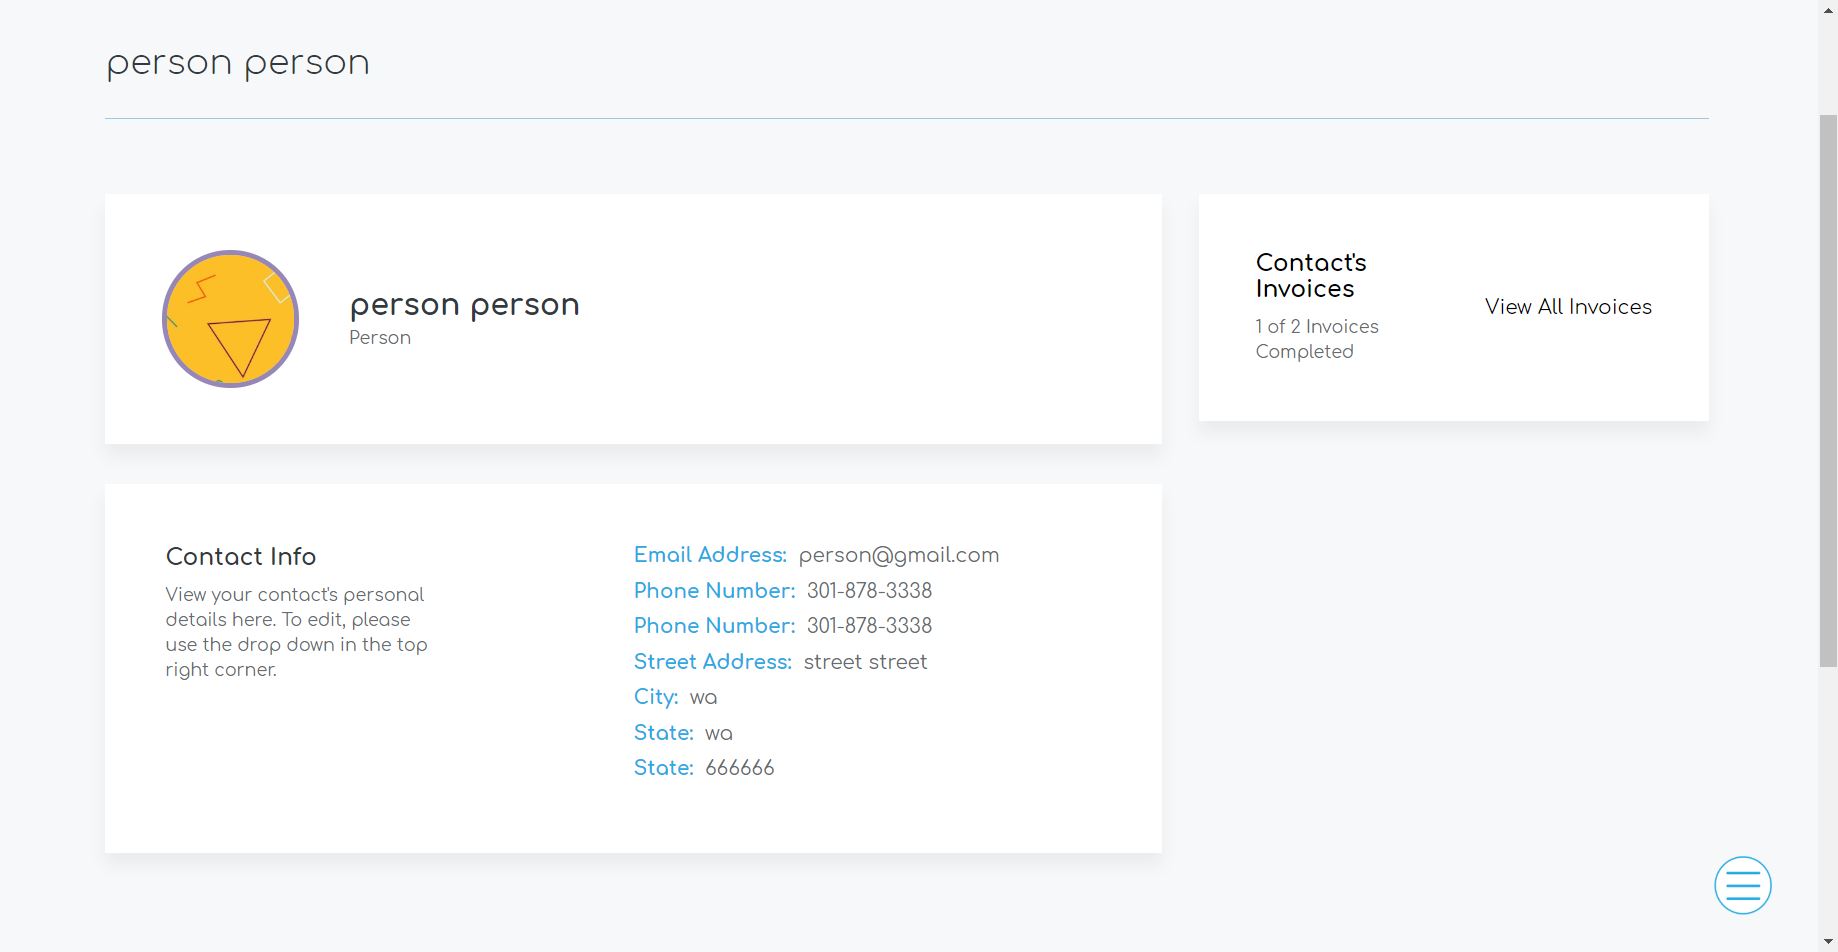 person person
person person
Person
Contact's
Invoices
1 of 2 Invoices
Completed
View All Invoices
Contact Info
View your contact's personal
details here. To edit, please
use the drop down in the top
right corner.
Email Address: person@gmail.com
Phone Number: 301-878-3338
Phone Number: 301-878-3338
Street Address: street street
City: wa
State: wa
State: 666666